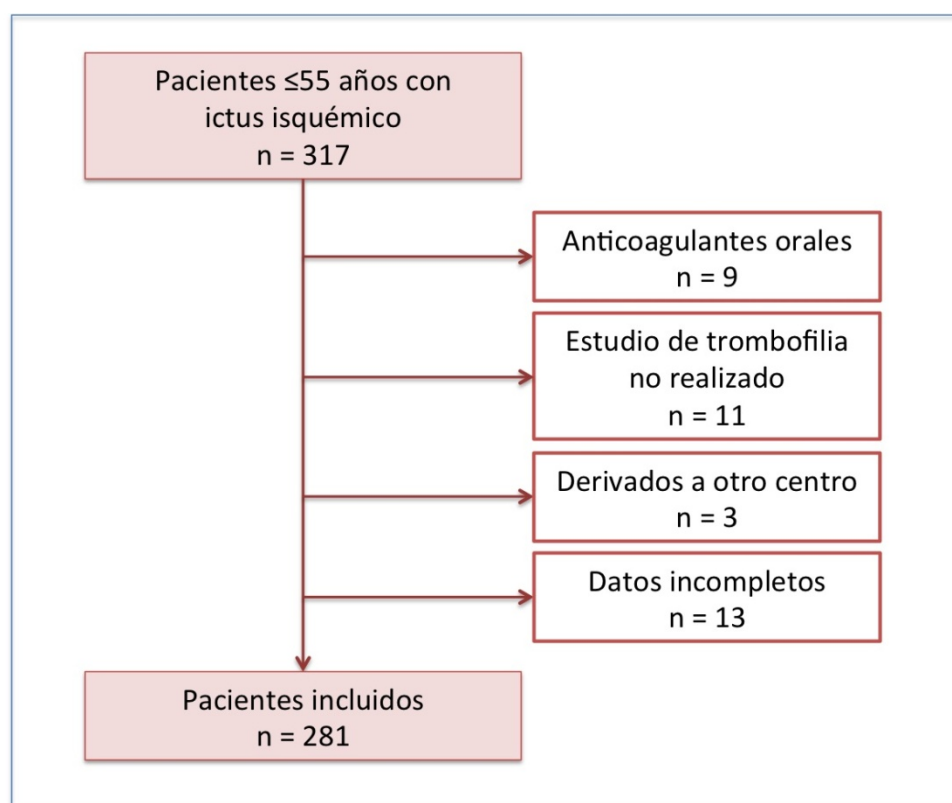 Pacientes ≤55 años con
ictus isquémico
n = 317
Anticoagulantes orales
n = 9
Estudio de trombofilia
no realizado
n = 11
Derivados a otro centro
n = 3
Datos incompletos
n = 13
Pacientes incluidos
n = 281